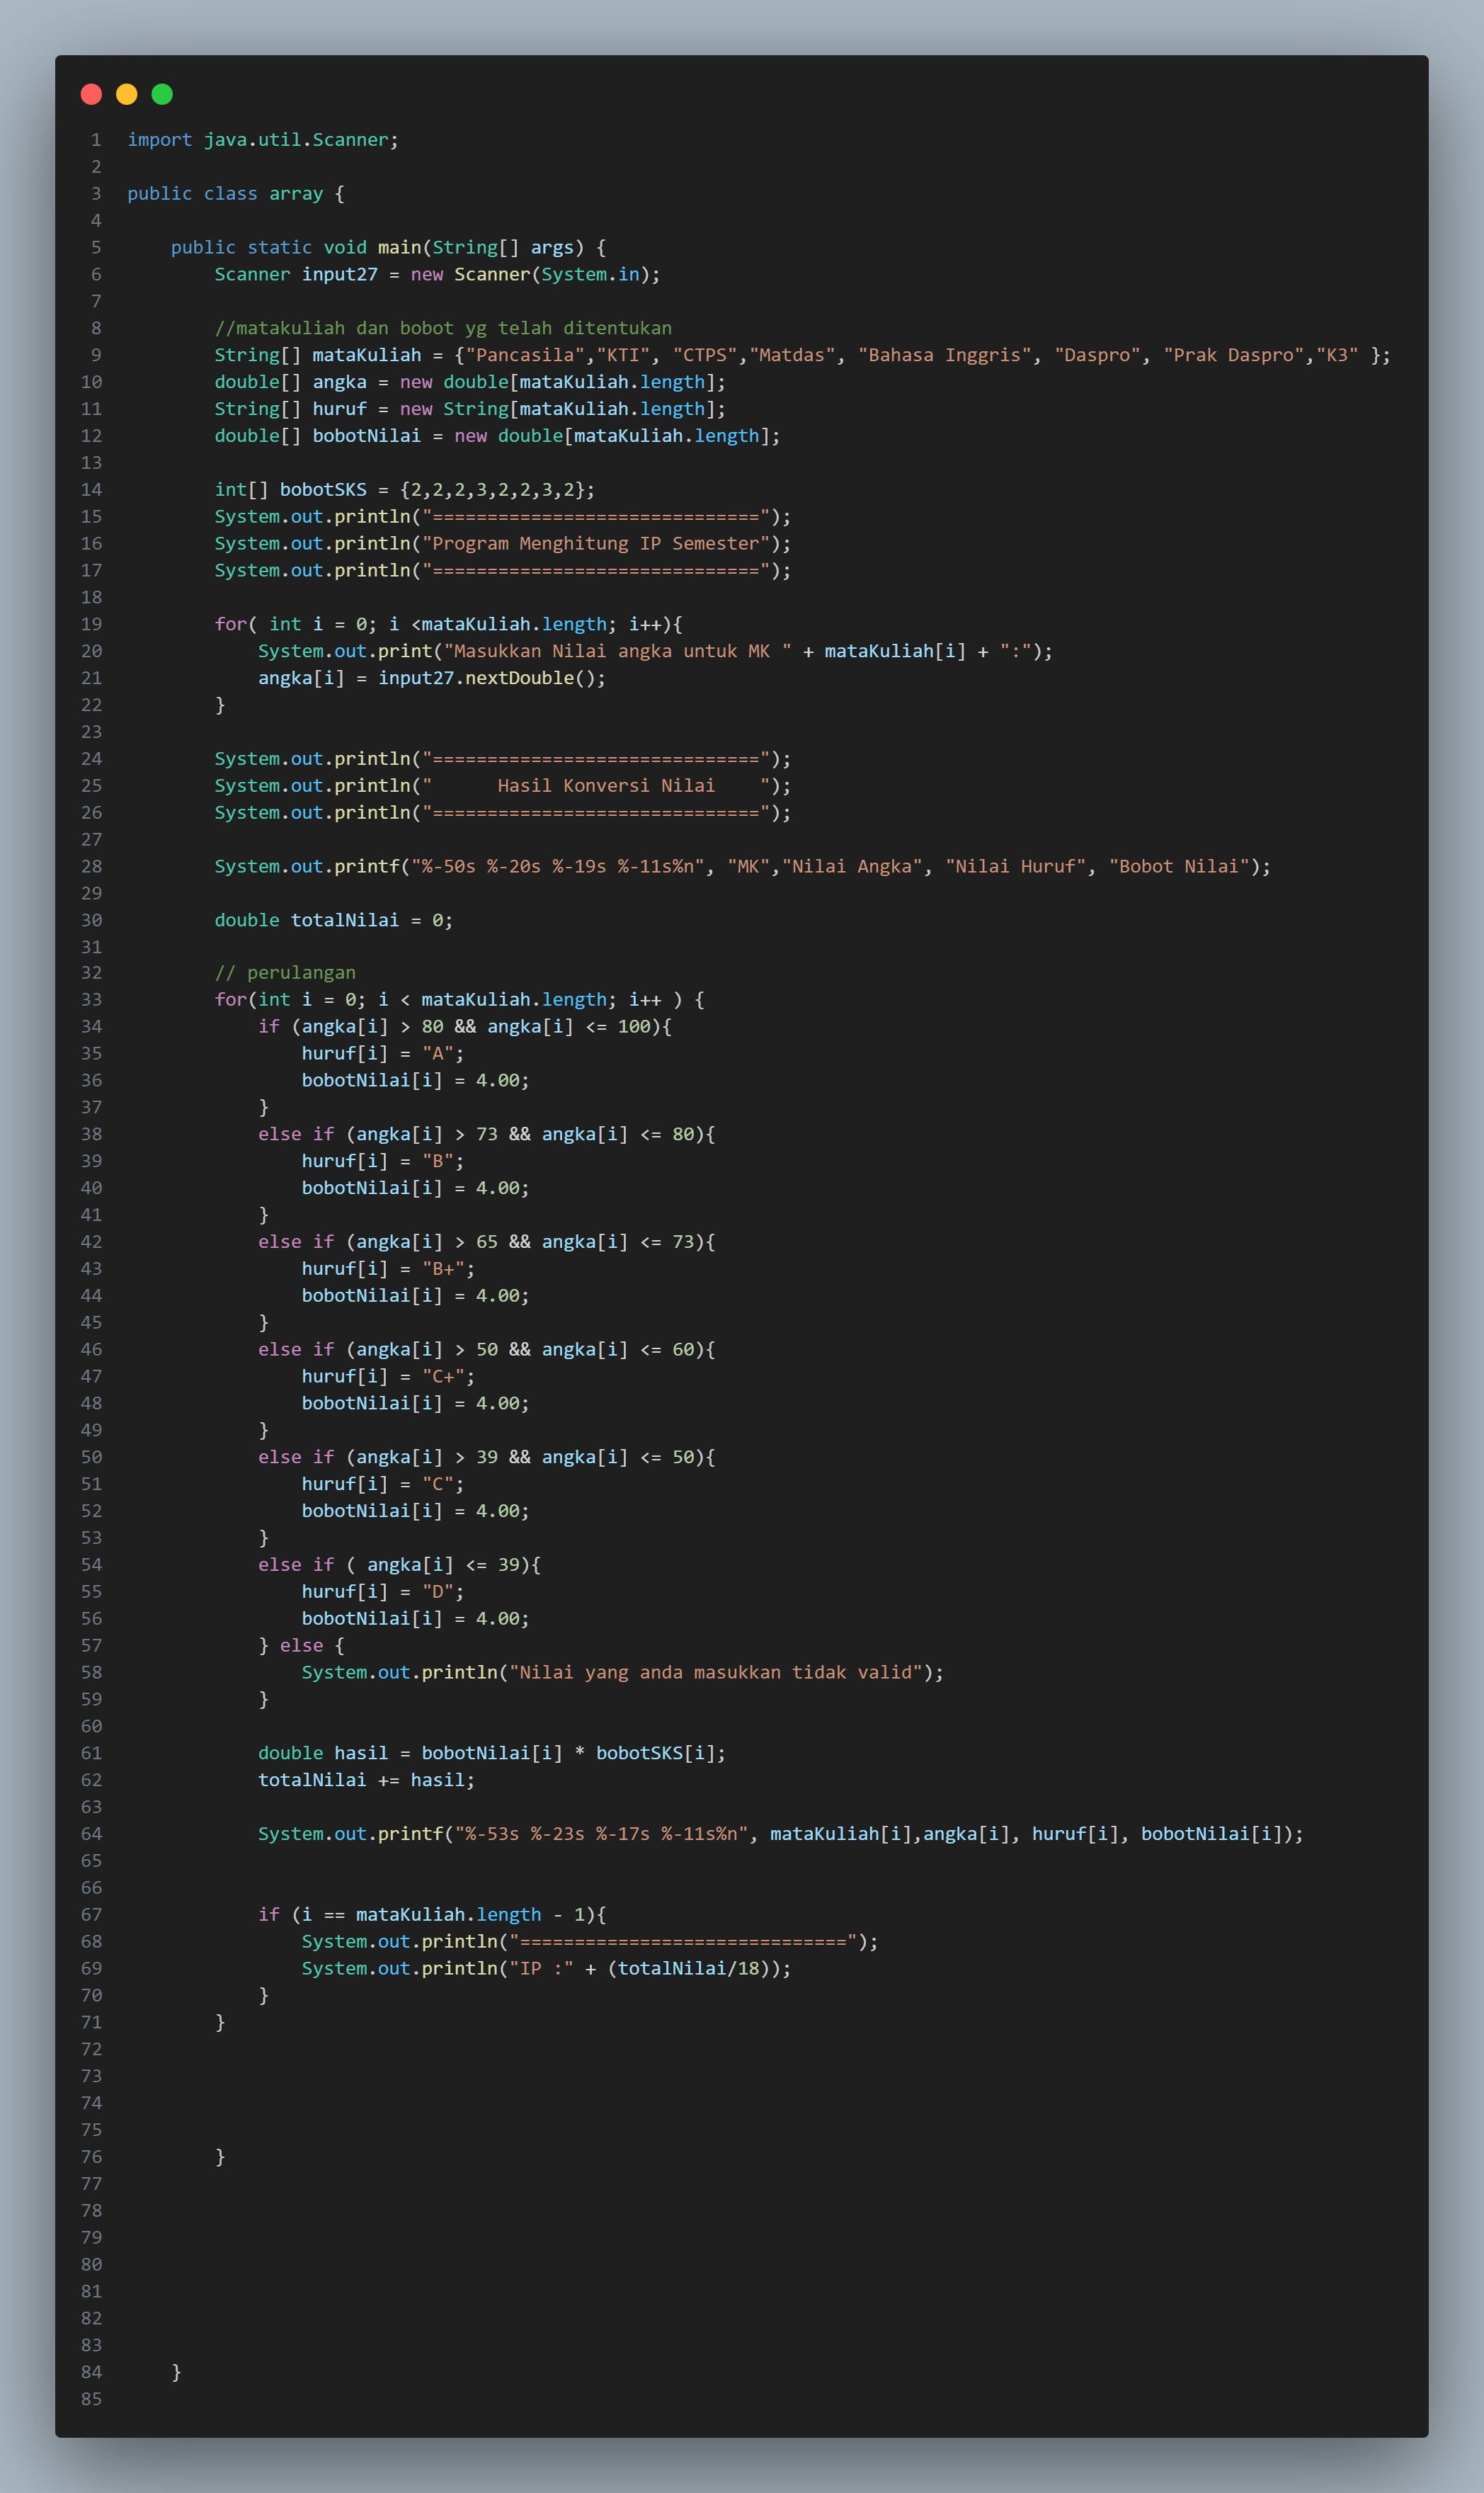 1 import java.util.Scanner;
2
3 public class array {
4
5     public static void main(String[] args) {
6         Scanner input27 = new Scanner(System.in);
7
8         //matakuliah dan bobot yg telah ditentukan
9         String[] mataKuliah = {"Pancasila","KTI", "CTPS","Matdas", "Bahasa Inggris", "Daspro", "Prak Daspro","K3" };
10         double[] angka = new double[mataKuliah.length];
11         String[] huruf = new String[mataKuliah.length];
12         double[] bobotNilai = new double[mataKuliah.length];
13
14         int[] bobotSKS = {2,2,2,3,2,2,3,2};
15         System.out.println("==============================");
16         System.out.println("Program Menghitung IP Semester");
17         System.out.println("==============================");
18
19         for( int i = 0; i <mataKuliah.length; i++){
20             System.out.print("Masukkan Nilai angka untuk MK " + mataKuliah[i] + ":");
21             angka[i] = input27.nextDouble();
22         }
23
24         System.out.println("==============================");
25         System.out.println("      Hasil Konversi Nilai    ");
26         System.out.println("==============================");
27
28         System.out.printf("%-50s %-20s %-19s %-11s%n", "MK","Nilai Angka", "Nilai Huruf", "Bobot Nilai");
29
30         double totalNilai = 0;
31
32         // perulangan
33         for(int i = 0; i < mataKuliah.length; i++ ) {
34             if (angka[i] > 80 && angka[i] <= 100){
35                 huruf[i] = "A";
36                 bobotNilai[i] = 4.00;
37             }
38             else if (angka[i] > 73 && angka[i] <= 80){
39                 huruf[i] = "B";
40                 bobotNilai[i] = 4.00;
41             }
42             else if (angka[i] > 65 && angka[i] <= 73){
43                 huruf[i] = "B+";
44                 bobotNilai[i] = 4.00;
45             }
46             else if (angka[i] > 50 && angka[i] <= 60){
47                 huruf[i] = "C+";
48                 bobotNilai[i] = 4.00;
49             }
50             else if (angka[i] > 39 && angka[i] <= 50){
51                 huruf[i] = "C";
52                 bobotNilai[i] = 4.00;
53             }
54             else if ( angka[i] <= 39){
55                 huruf[i] = "D";
56                 bobotNilai[i] = 4.00;
57             } else {
58                 System.out.println("Nilai yang anda masukkan tidak valid");
59             }
60
61             double hasil = bobotNilai[i] * bobotSKS[i];
62             totalNilai += hasil;
63
64             System.out.printf("%-53s %-23s %-17s %-11s%n", mataKuliah[i],angka[i], huruf[i], bobotNilai[i]);
65
66
67             if (i == mataKuliah.length - 1){
68                 System.out.println("==============================");
69                 System.out.println("IP :" + (totalNilai/18));
70             }
71         }
72
73
74
75
76         }
77
78
79
80
81
82
83
84     }
85